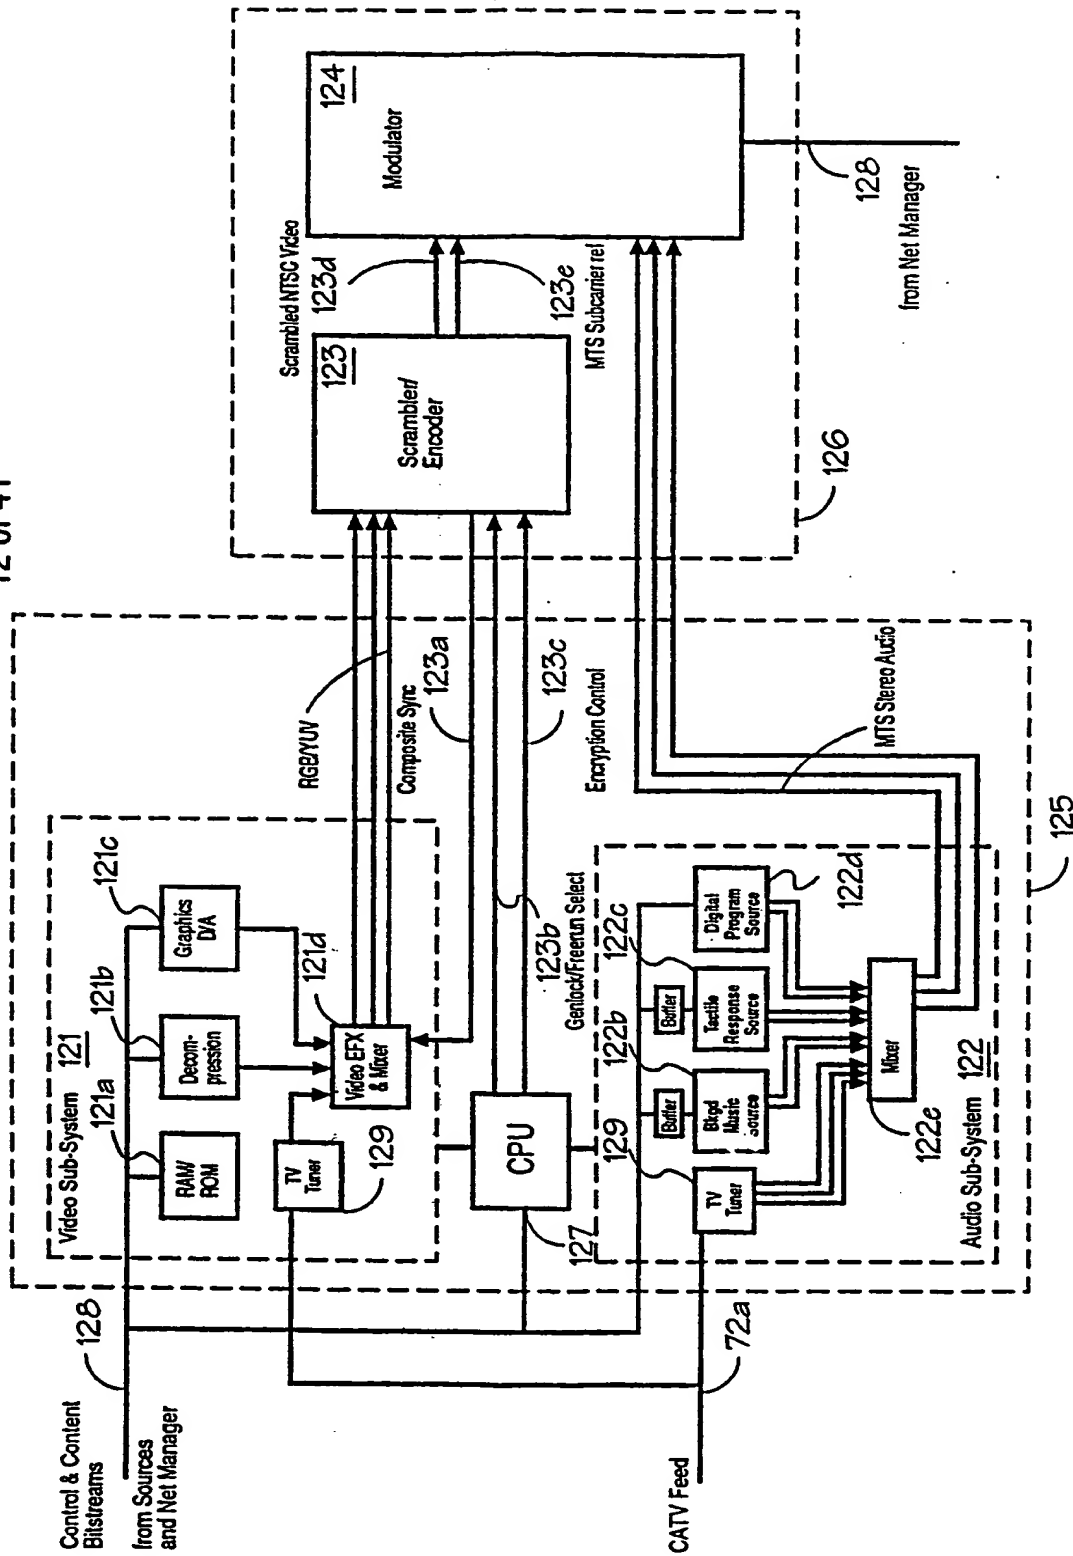 12 of 41
Control & Content
Bitstreams
128
from Sources
and Net Manager
Video Sub-System 121
121a
RAM/
ROM
121b
Decom-
pression
121c
Graphics
D/A
TV
Tuner
129
121d
Video EFX
& Mixer
RGB/YUV
Composite Sync
123a
CPU
127
123b
Genlock/Freerun Select
123c
Encryption Control
Scrambler/
Encoder
123
Scrambled NTSC Video
123d
123e
MTS Subcarrier ref
Modulator
124
128
from Net Manager
126
CATV Feed
72a
129
TV
Tuner
122b
Buffer
Bkgd
Music
Source
122c
Buffer
Tactile
Response
Source
Digital
Program
Source
122d
Mixer
122e
Audio Sub-System 122
MTS Stereo Audio
125